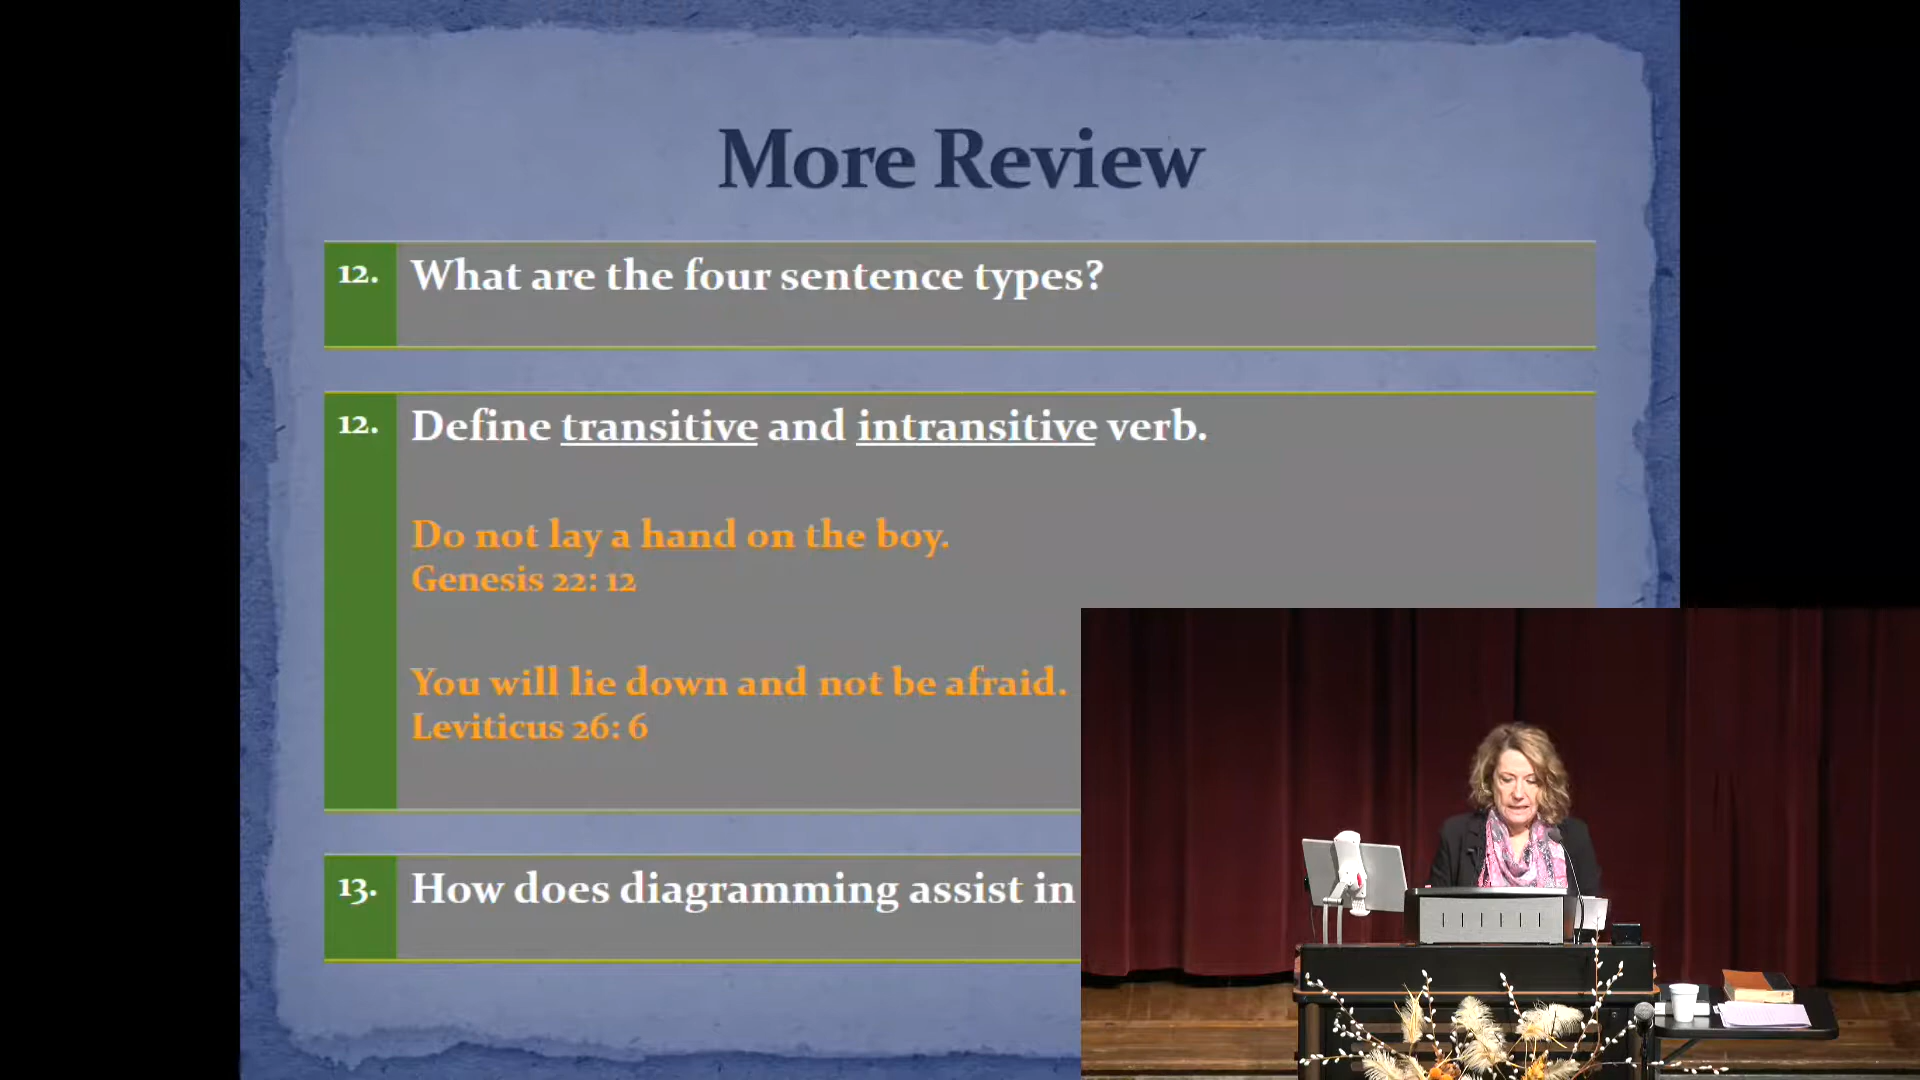 More Review
12. What are the four sentence types?
12. Define transitive and intransitive verb.
Do not lay a hand on the boy.
Genesis 22: 12
You will lie down and not be afraid.
Leviticus 26: 6
13. How does diagramming assist in